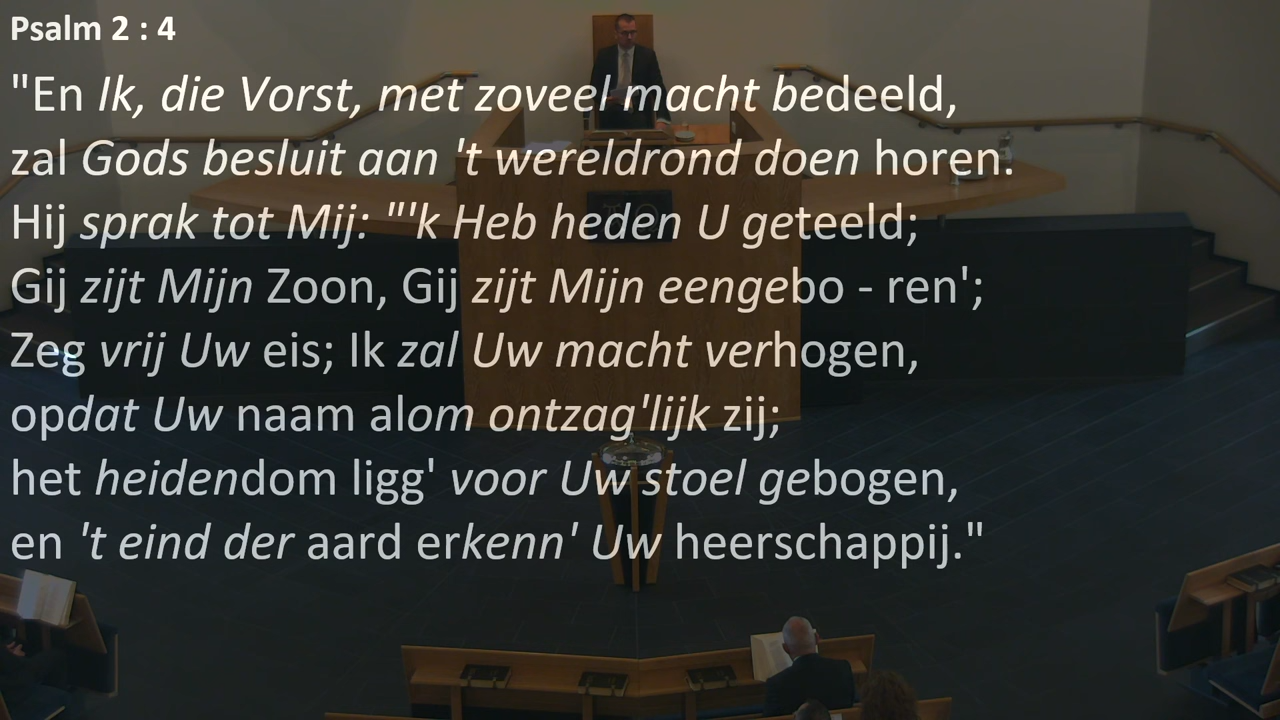 Psalm 2 : 4
"En Ik, die Vorst, met zoveel macht bedeeld,
zal Gods besluit aan 't wereldrond doen horen.
Hij sprak tot Mij: "'k Heb heden U geteeld;
Gij zijt Mijn Zoon, Gij zijt Mijn eengebo - ren';
Zeg vrij Uw eis; Ik zal Uw macht verhogen,
opdat Uw naam alom ontzag'lijk zij;
het heidendom ligg' voor Uw stoel gebogen,
en 't eind der aard erkenn' Uw heerschappij."